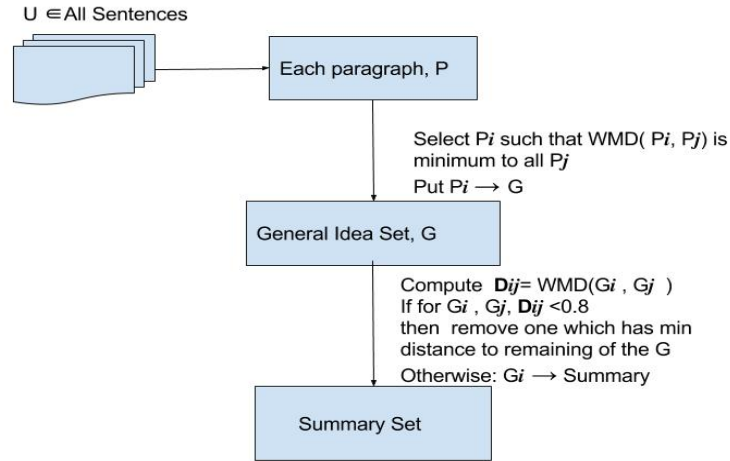 U ∈All Sentences
Each paragraph, P
Select Pi such that WMD( Pi, Pj) is
minimum to all Pj
Put Pi → G
General Idea Set, G
Compute Dij= WMD(Gi , Gj )
If for Gi , Gj, Dij <0.8
then remove one which has min
distance to remaining of the G
Otherwise: Gi → Summary
Summary Set